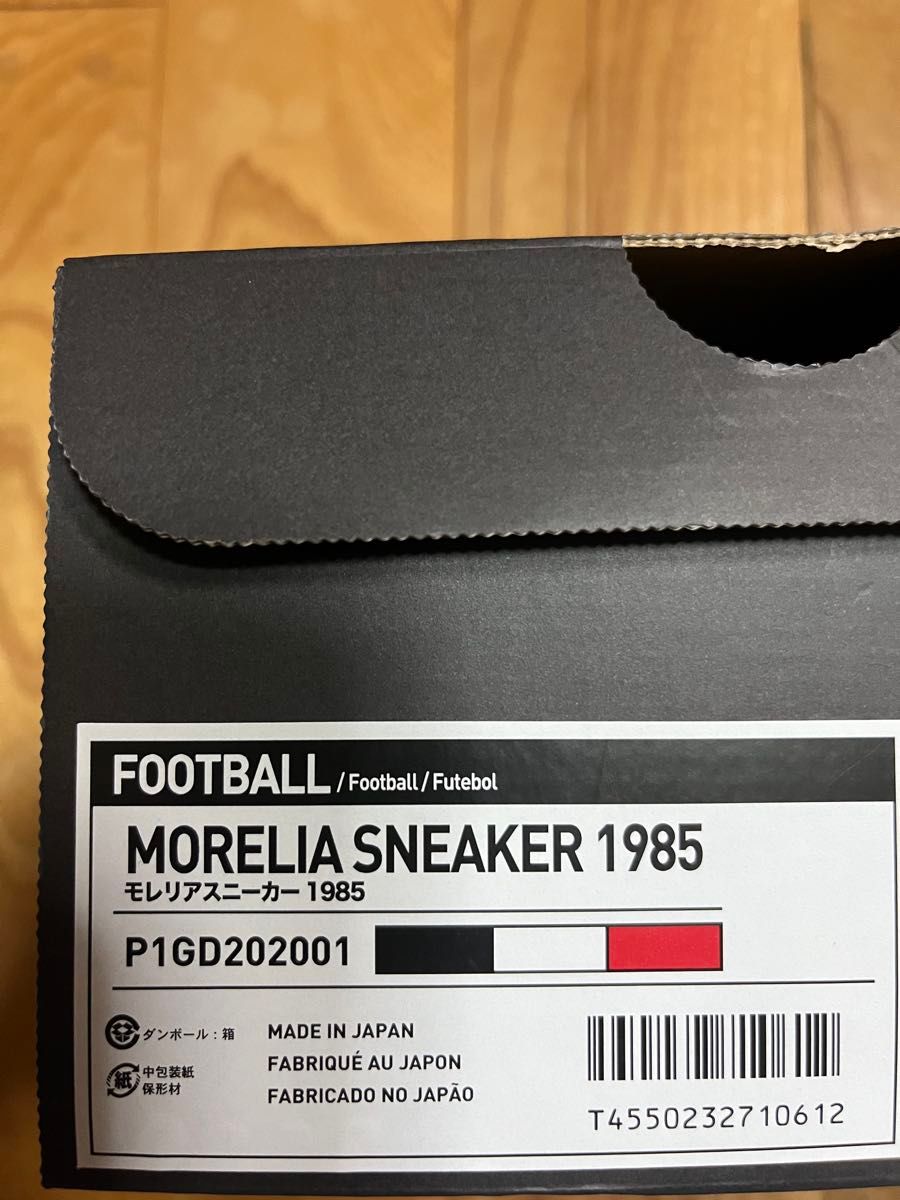 FOOTBALL / Football / Futebol
MORELIA SNEAKER 1985
モレリアスニーカー 1985
P1GD202001
ダンボール : 箱
紙 中包装紙
保形材
MADE IN JAPAN
FABRIQUÉ AU JAPON
FABRICADO NO JAPÃO
T4550232710612